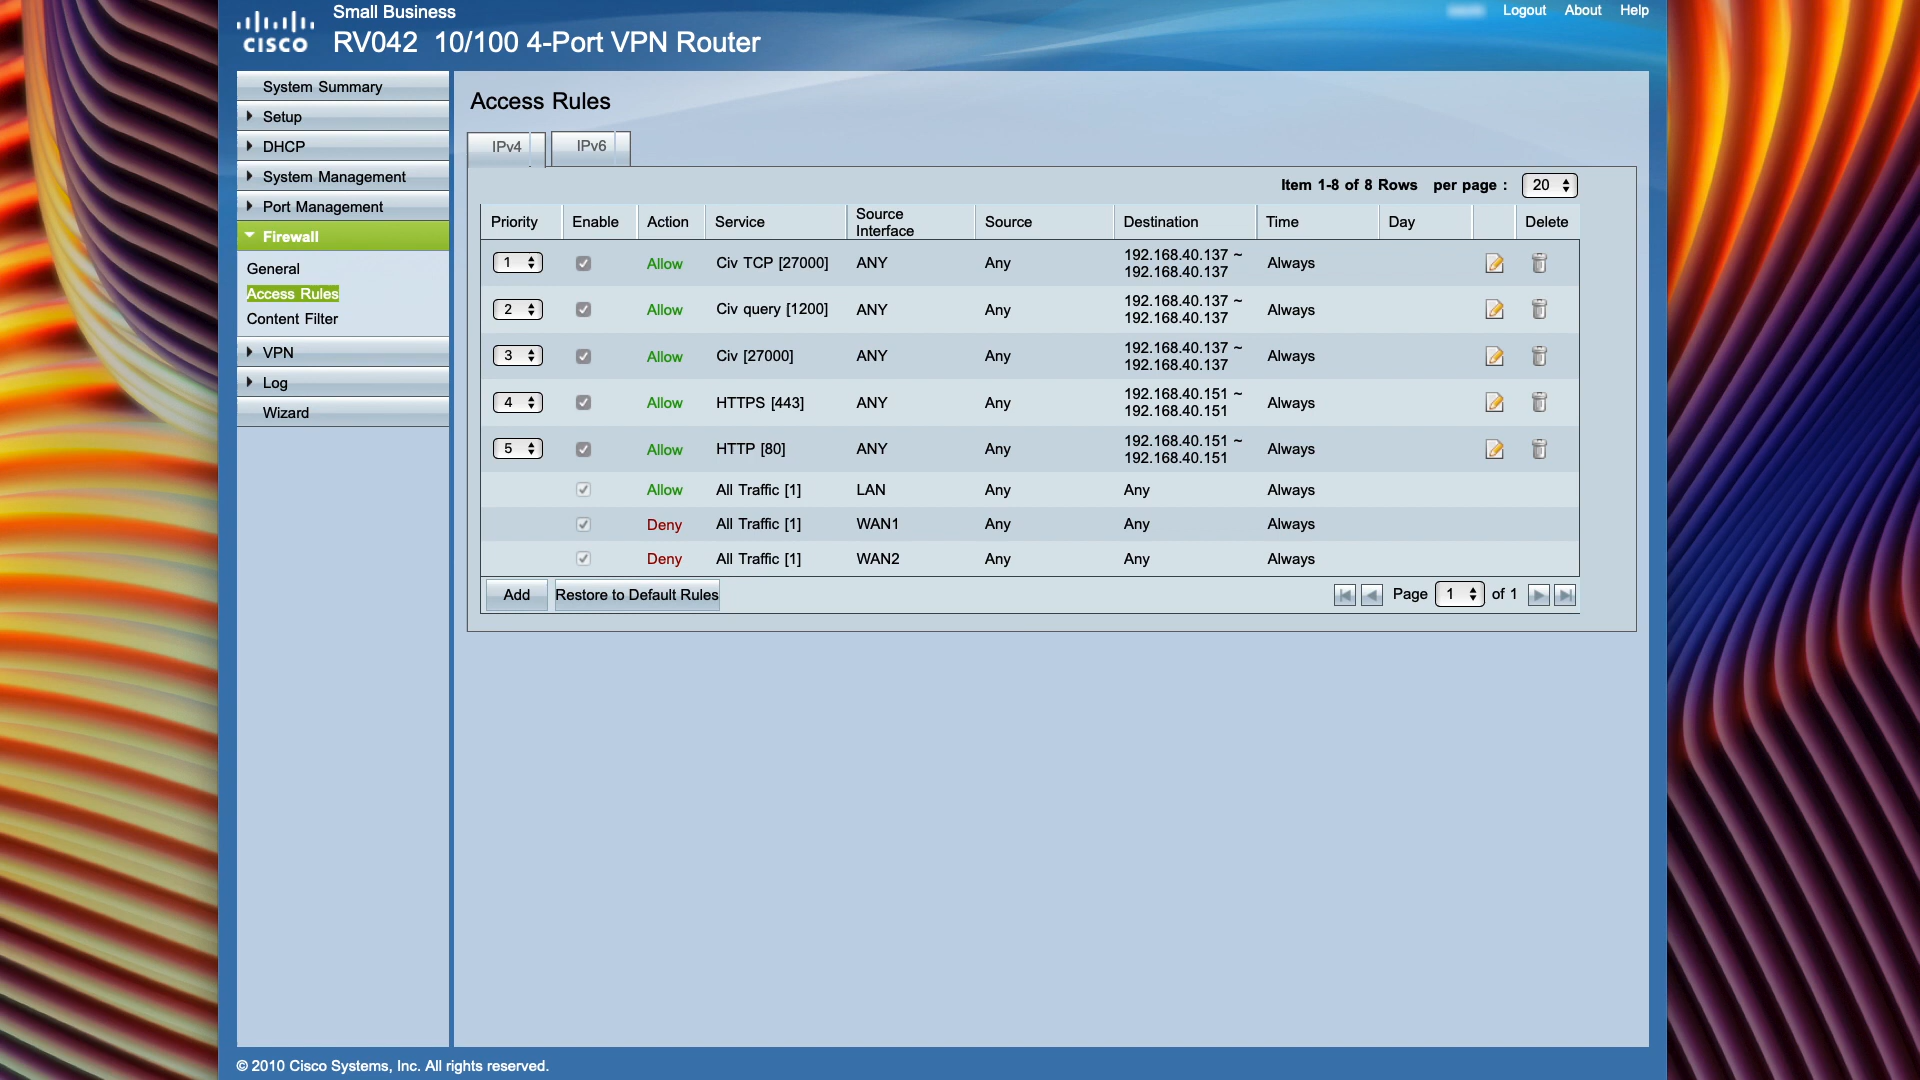 Small Business
cisco
RV042 10/100 4-Port VPN Router
Logout About Help
System Summary
Setup
DHCP
System Management
Port Management
Firewall
General
Access Rules
Content Filter
VPN
Log
Wizard
Access Rules
IPv4 IPv6
Item 1-8 of 8 Rows per page : 20
Priority Enable Action Service Source Interface Source Destination Time Day Delete
1 Allow Civ TCP [27000] ANY Any 192.168.40.137 ~ 192.168.40.137 Always
2 Allow Civ query [1200] ANY Any 192.168.40.137 ~ 192.168.40.137 Always
3 Allow Civ [27000] ANY Any 192.168.40.137 ~ 192.168.40.137 Always
4 Allow HTTPS [443] ANY Any 192.168.40.151 ~ 192.168.40.151 Always
5 Allow HTTP [80] ANY Any 192.168.40.151 ~ 192.168.40.151 Always
Allow All Traffic [1] LAN Any Any Always
Deny All Traffic [1] WAN1 Any Any Always
Deny All Traffic [1] WAN2 Any Any Always
Add Restore to Default Rules Page 1 of 1
© 2010 Cisco Systems, Inc. All rights reserved.